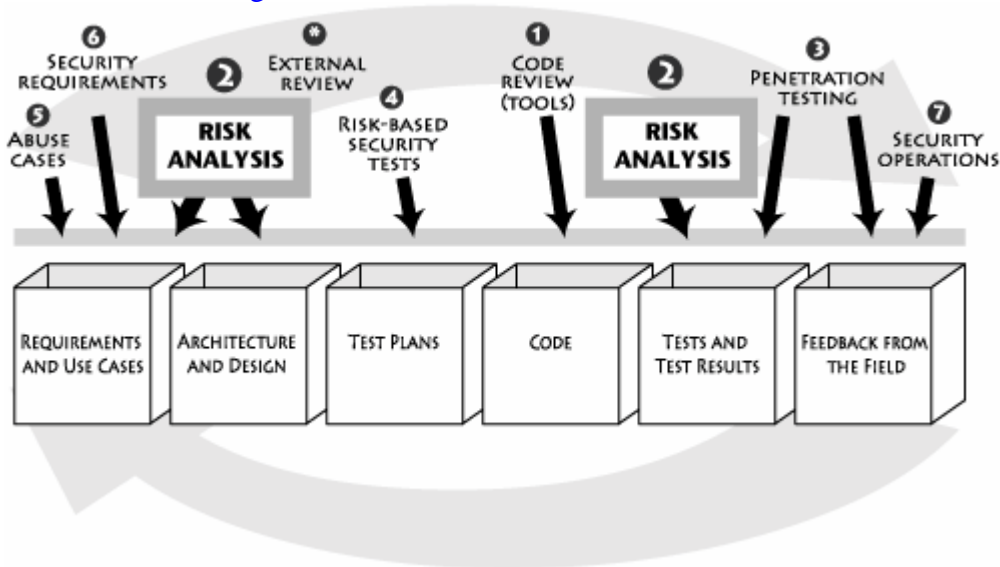 6
SECURITY
REQUIREMENTS
5
ABUSE
CASES
2
RISK
ANALYSIS
*
EXTERNAL
REVIEW
4
RISK-BASED
SECURITY
TESTS
1
CODE
REVIEW
(TOOLS)
2
RISK
ANALYSIS
3
PENETRATION
TESTING
7
SECURITY
OPERATIONS
REQUIREMENTS
AND USE CASES
ARCHITECTURE
AND DESIGN
TEST PLANS
CODE
TESTS AND
TEST RESULTS
FEEDBACK FROM
THE FIELD